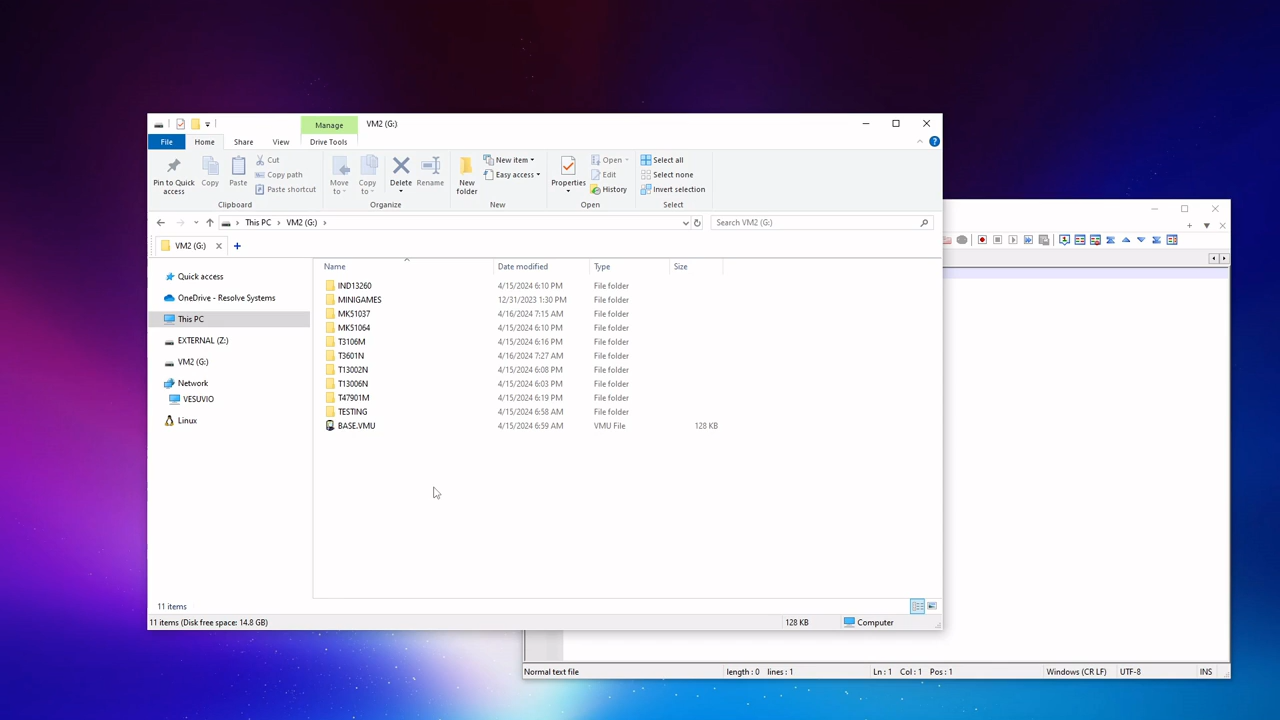 Manage VM2 (G:)
File Home Share View Drive Tools
Pin to Quick access
Copy
Paste
Cut
Copy path
Paste shortcut
Clipboard
Move to
Copy to
Delete
Rename
Organize
New folder
New item
Easy access
New
Properties
Open
Edit
History
Open
Select all
Select none
Invert selection
Select
This PC > VM2 (G:) >
Search VM2 (G:)
VM2 (G:)
Quick access
OneDrive - Resolve Systems
This PC
EXTERNAL (Z:)
VM2 (G:)
Network
VESUVIO
Linux
Name Date modified Type Size
IND13260 4/15/2024 6:10 PM File folder
MINIGAMES 12/31/2023 1:30 PM File folder
MK51037 4/16/2024 7:15 AM File folder
MK51064 4/15/2024 6:10 PM File folder
T3106M 4/15/2024 6:16 PM File folder
T3601N 4/16/2024 7:27 AM File folder
T13002N 4/15/2024 6:08 PM File folder
T13006N 4/15/2024 6:03 PM File folder
T47901M 4/15/2024 6:19 PM File folder
TESTING 4/15/2024 6:58 AM File folder
BASE.VMU 4/15/2024 6:59 AM VMU File 128 KB
11 items
11 items (Disk free space: 14.8 GB) 128 KB Computer
Normal text file length : 0 lines : 1 Ln : 1 Col : 1 Pos : 1 Windows (CR LF) UTF-8 INS